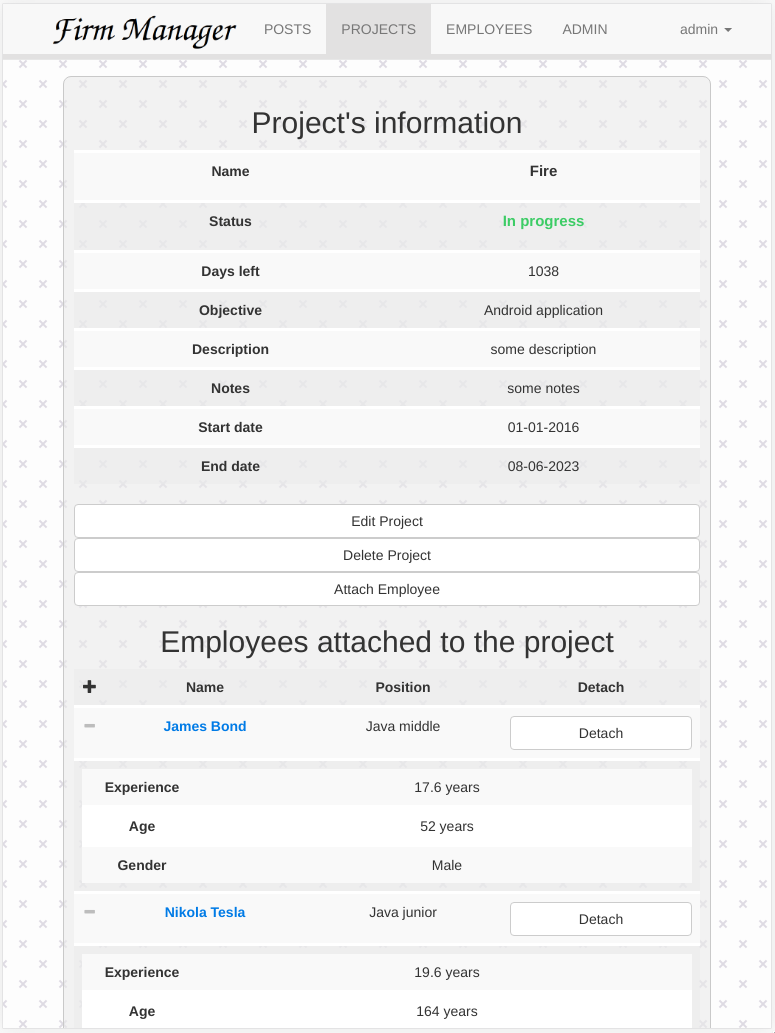 Firm Manager POSTS PROJECTS EMPLOYEES ADMIN admin
Project's information
Name Fire
Status In progress
Days left 1038
Objective Android application
Description some description
Notes some notes
Start date 01-01-2016
End date 08-06-2023
Edit Project
Delete Project
Attach Employee
Employees attached to the project
Name Position Detach
James Bond Java middle Detach
Experience 17.6 years
Age 52 years
Gender Male
Nikola Tesla Java junior Detach
Experience 19.6 years
Age 164 years